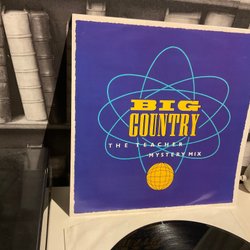 BIG
COUNTRY
THE TEACHER
MYSTERY MIX